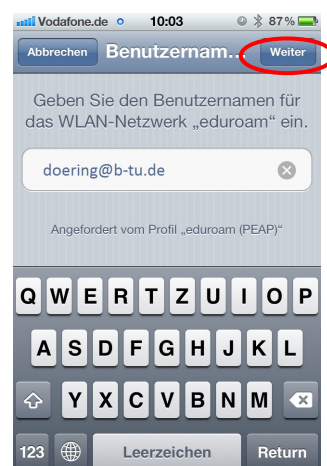 Vodafone.de 10:03 87%
Abbrechen Benutzernam... Weiter
Geben Sie den Benutzernamen für
das WLAN-Netzwerk „eduroam“ ein.
doering@b-tu.de
Angefordert vom Profil „eduroam (PEAP)“
Q W E R T Z U I O P
A S D F G H J K L
Y X C V B N M
123 Leerzeichen Return